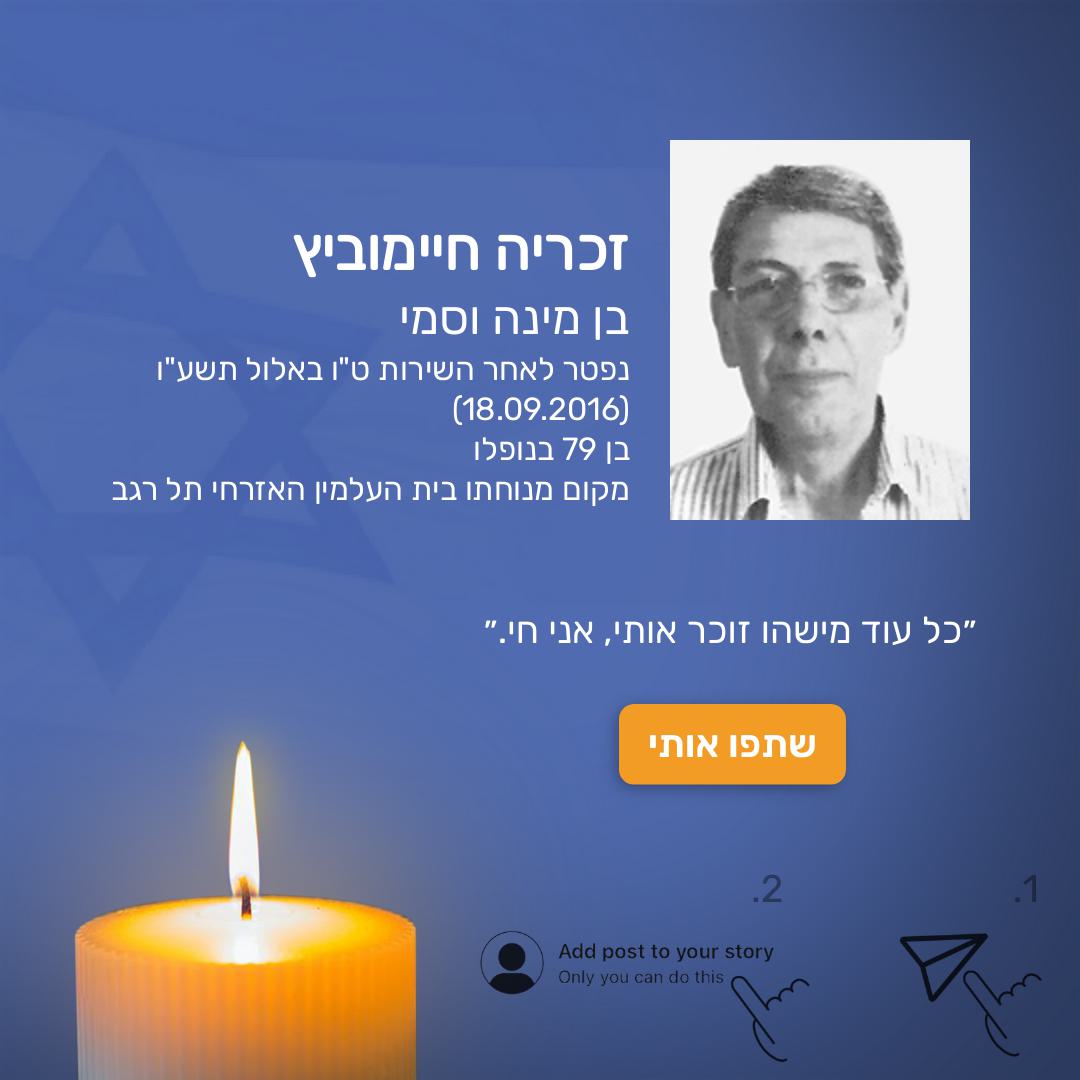 זכריה חיימוביץ
בן מינה וסמי
נפטר לאחר השירות ט"ו באלול תשע"ו
(18.09.2016)
בן 79 בנופלו
מקום מנוחתו בית העלמין האזרחי תל רגב
״כל עוד מישהו זוכר אותי, אני חי.״
שתפו אותי
1.
2.
Add post to your story
Only you can do this